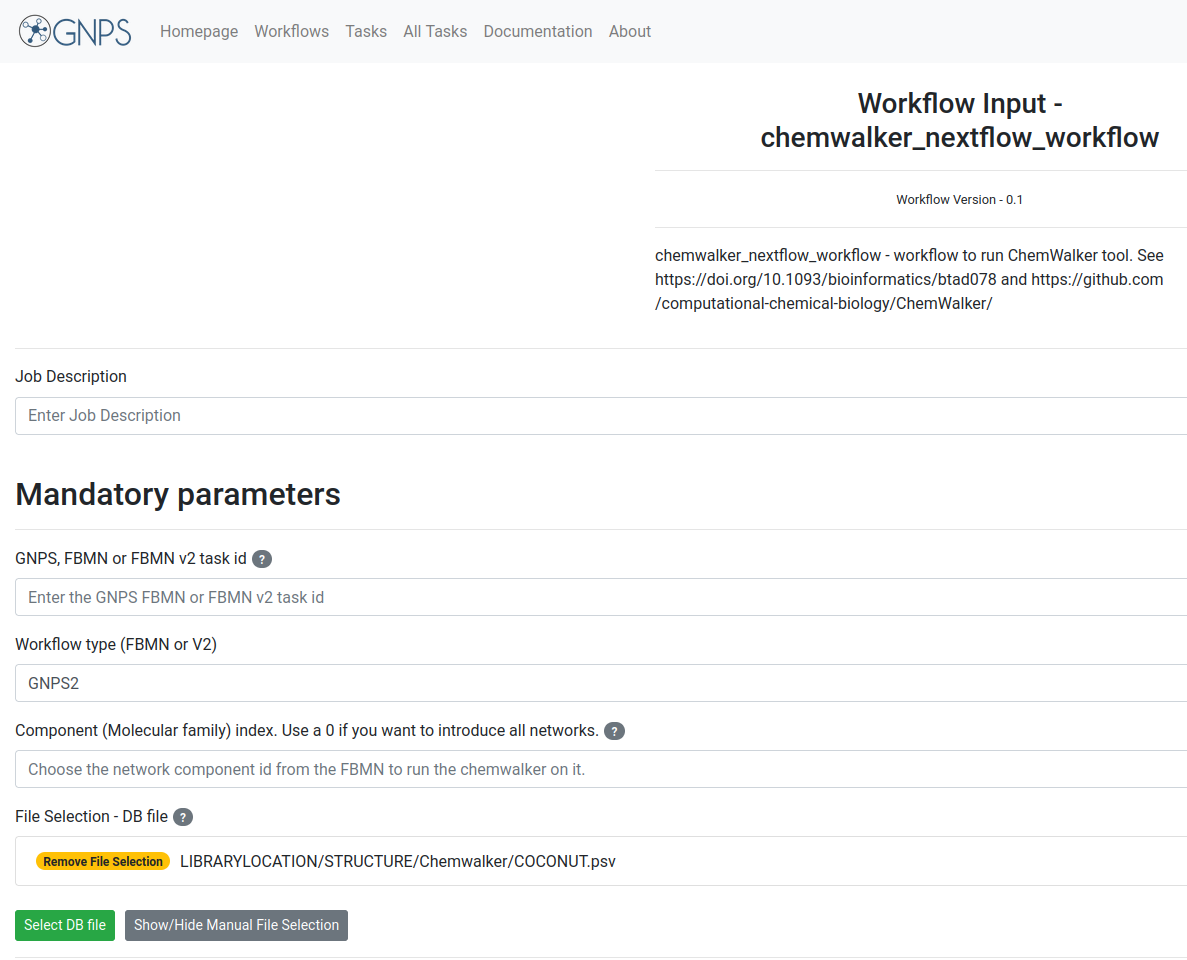 GNPS
Homepage Workflows Tasks All Tasks Documentation About
Workflow Input -
chemwalker_nextflow_workflow
Workflow Version - 0.1
chemwalker_nextflow_workflow - workflow to run ChemWalker tool. See
https://doi.org/10.1093/bioinformatics/btad078 and https://github.com
/computational-chemical-biology/ChemWalker/
Job Description
Enter Job Description
Mandatory parameters
GNPS, FBMN or FBMN v2 task id ?
Enter the GNPS FBMN or FBMN v2 task id
Workflow type (FBMN or V2)
GNPS2
Component (Molecular family) index. Use a 0 if you want to introduce all networks. ?
Choose the network component id from the FBMN to run the chemwalker on it.
File Selection - DB file ?
Remove File Selection LIBRARYLOCATION/STRUCTURE/Chemwalker/COCONUT.psv
Select DB file Show/Hide Manual File Selection